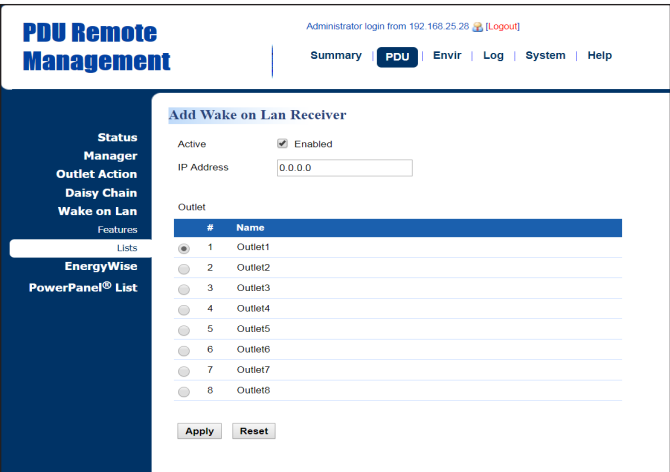 PDU Remote
Management
Administrator login from 192.168.25.28 [Logout]
Summary | PDU | Envir | Log | System | Help
Status
Manager
Outlet Action
Daisy Chain
Wake on Lan
Features
Lists
EnergyWise
PowerPanel® List
Add Wake on Lan Receiver
Active Enabled
IP Address 0.0.0.0
Outlet
# Name
1 Outlet1
2 Outlet2
3 Outlet3
4 Outlet4
5 Outlet5
6 Outlet6
7 Outlet7
8 Outlet8
Apply Reset